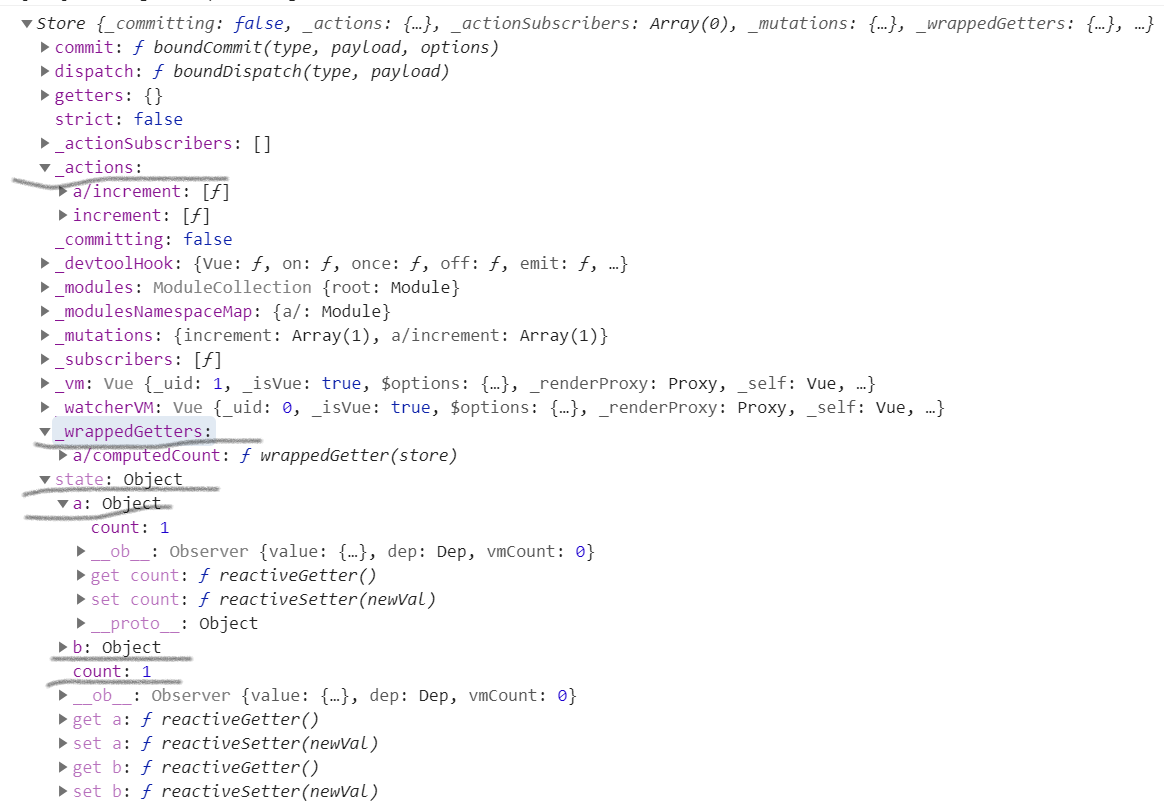 Store {_committing: false, _actions: {…}, _actionSubscribers: Array(0), _mutations: {…}, _wrappedGetters: {…}, …}
commit: ƒ boundCommit(type, payload, options)
dispatch: ƒ boundDispatch(type, payload)
getters: {}
strict: false
_actionSubscribers: []
_actions:
a/increment: [ƒ]
increment: [ƒ]
_committing: false
_devtoolHook: {Vue: ƒ, on: ƒ, once: ƒ, off: ƒ, emit: ƒ, …}
_modules: ModuleCollection {root: Module}
_modulesNamespaceMap: {a/: Module}
_mutations: {increment: Array(1), a/increment: Array(1)}
_subscribers: [ƒ]
_vm: Vue {_uid: 1, _isVue: true, $options: {…}, _renderProxy: Proxy, _self: Vue, …}
_watcherVM: Vue {_uid: 0, _isVue: true, $options: {…}, _renderProxy: Proxy, _self: Vue, …}
_wrappedGetters:
a/computedCount: ƒ wrappedGetter(store)
state: Object
a: Object
count: 1
__ob__: Observer {value: {…}, dep: Dep, vmCount: 0}
get count: ƒ reactiveGetter()
set count: ƒ reactiveSetter(newVal)
__proto__: Object
b: Object
count: 1
__ob__: Observer {value: {…}, dep: Dep, vmCount: 0}
get a: ƒ reactiveGetter()
set a: ƒ reactiveSetter(newVal)
get b: ƒ reactiveGetter()
set b: ƒ reactiveSetter(newVal)